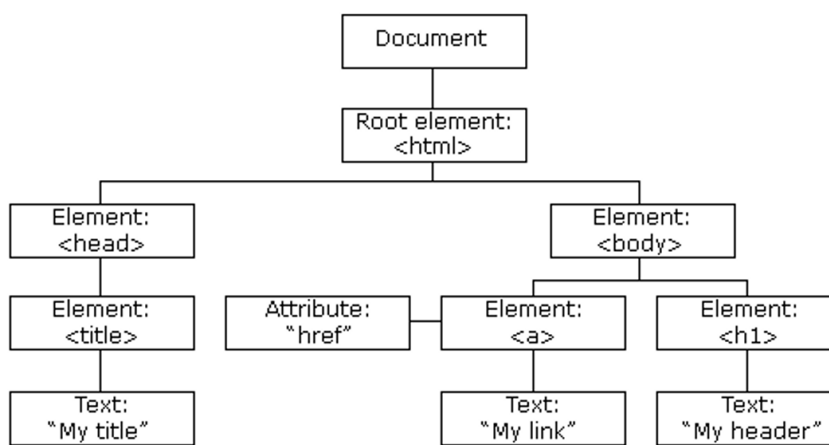 Document
Root element:
<html>
Element:
<head>
Element:
<body>
Element:
<title>
Attribute:
“href”
Element:
<a>
Element:
<h1>
Text:
“My title”
Text:
“My link”
Text:
“My header”